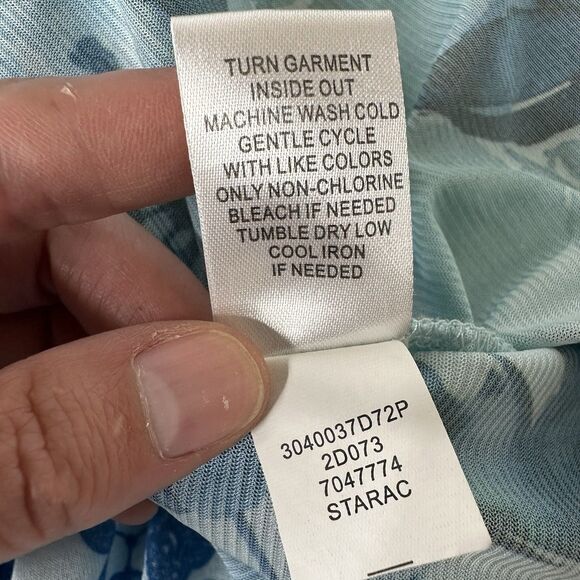 TURN GARMENT
INSIDE OUT
MACHINE WASH COLD
GENTLE CYCLE
WITH LIKE COLORS
ONLY NON-CHLORINE
BLEACH IF NEEDED
TUMBLE DRY LOW
COOL IRON
IF NEEDED
3040037D72P
2D073
7047774
STARAC